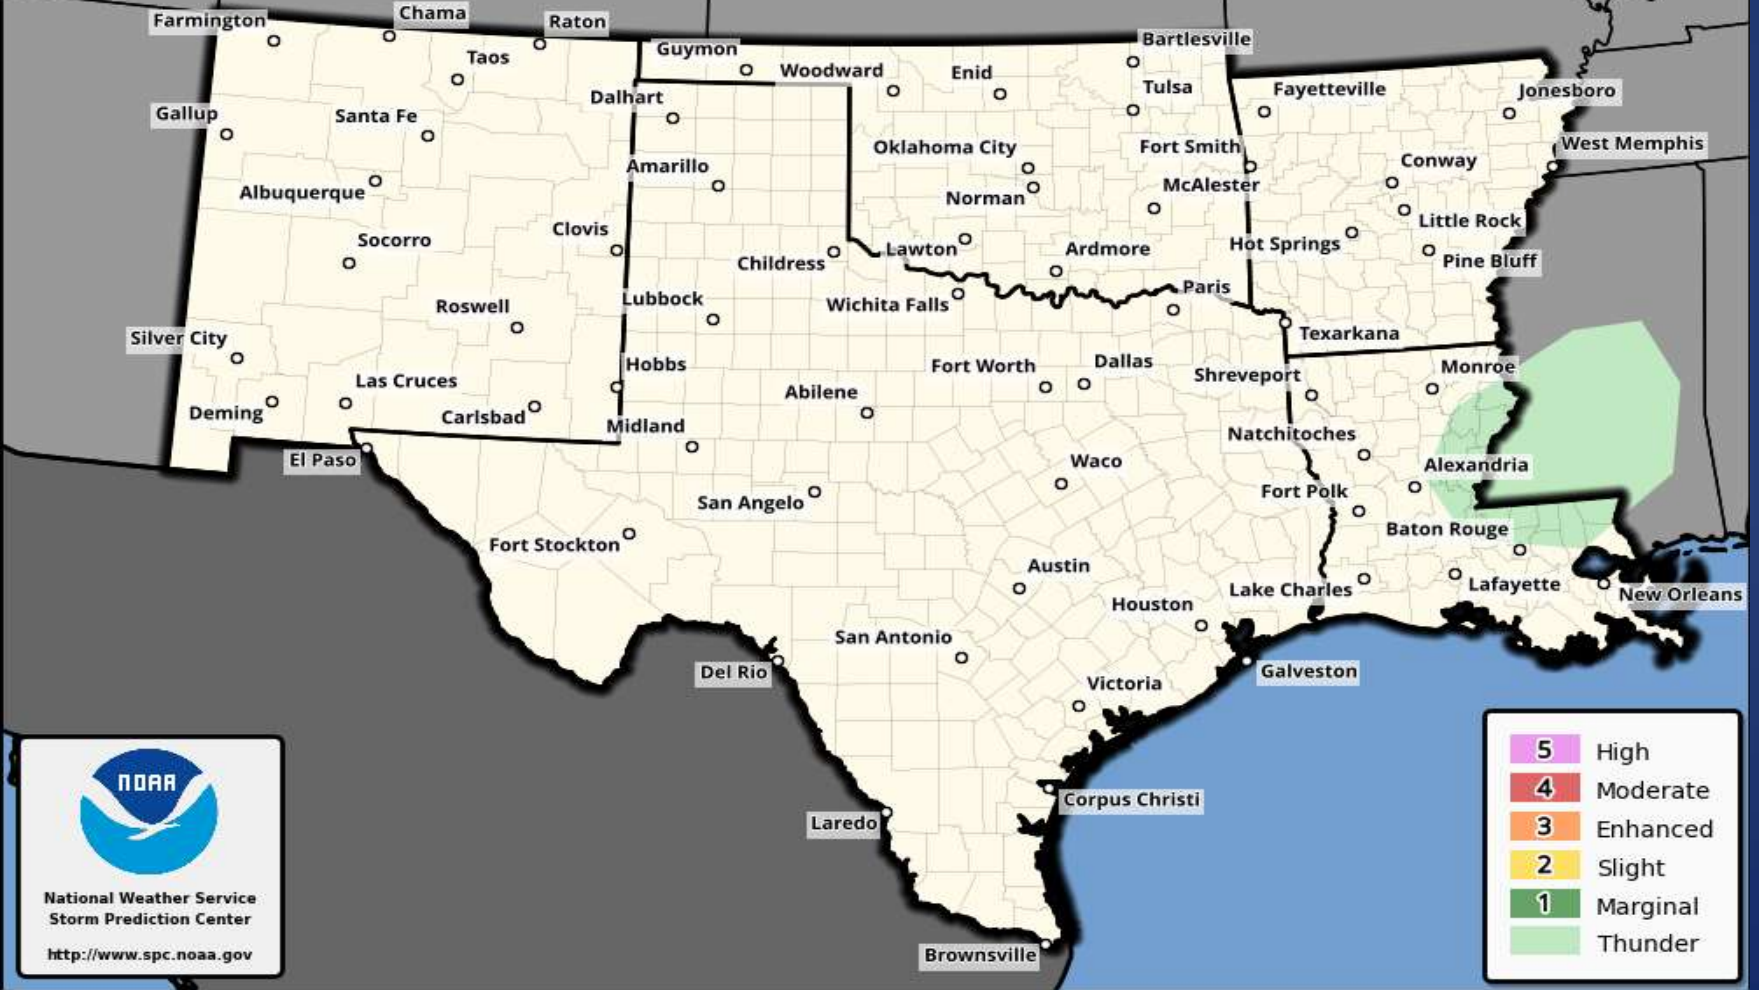 Farmington
Chama
Raton
Guymon
Bartlesville
Taos
Woodward
Enid
Tulsa
Fayetteville
Jonesboro
Dalhart
Gallup
Santa Fe
Oklahoma City
Fort Smith
West Memphis
Conway
Amarillo
McAlester
Albuquerque
Norman
Little Rock
Clovis
Socorro
Lawton
Ardmore
Hot Springs
Pine Bluff
Childress
Paris
Lubbock
Roswell
Wichita Falls
Texarkana
Silver City
Hobbs
Fort Worth
Dallas
Shreveport
Monroe
Las Cruces
Abilene
Deming
Carlsbad
Midland
Natchitoches
El Paso
Waco
Alexandria
San Angelo
Fort Polk
Fort Stockton
Baton Rouge
Austin
Lake Charles
Lafayette
New Orleans
Houston
San Antonio
Del Rio
Galveston
Victoria
Corpus Christi
Laredo
Brownsville
NOAA
National Weather Service
Storm Prediction Center
http://www.spc.noaa.gov
5 High
4 Moderate
3 Enhanced
2 Slight
1 Marginal
Thunder